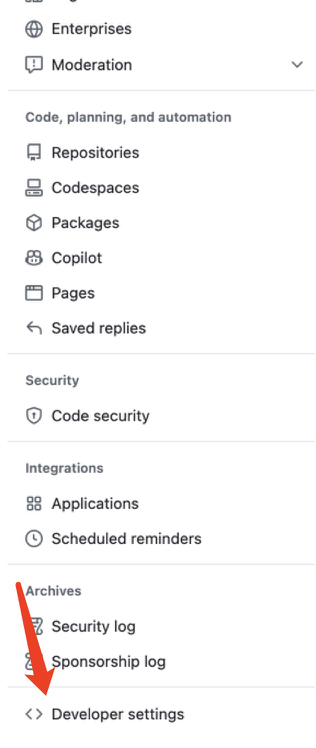 Enterprises
Moderation
Code, planning, and automation
Repositories
Codespaces
Packages
Copilot
Pages
Saved replies
Security
Code security
Integrations
Applications
Scheduled reminders
Archives
Security log
Sponsorship log
Developer settings